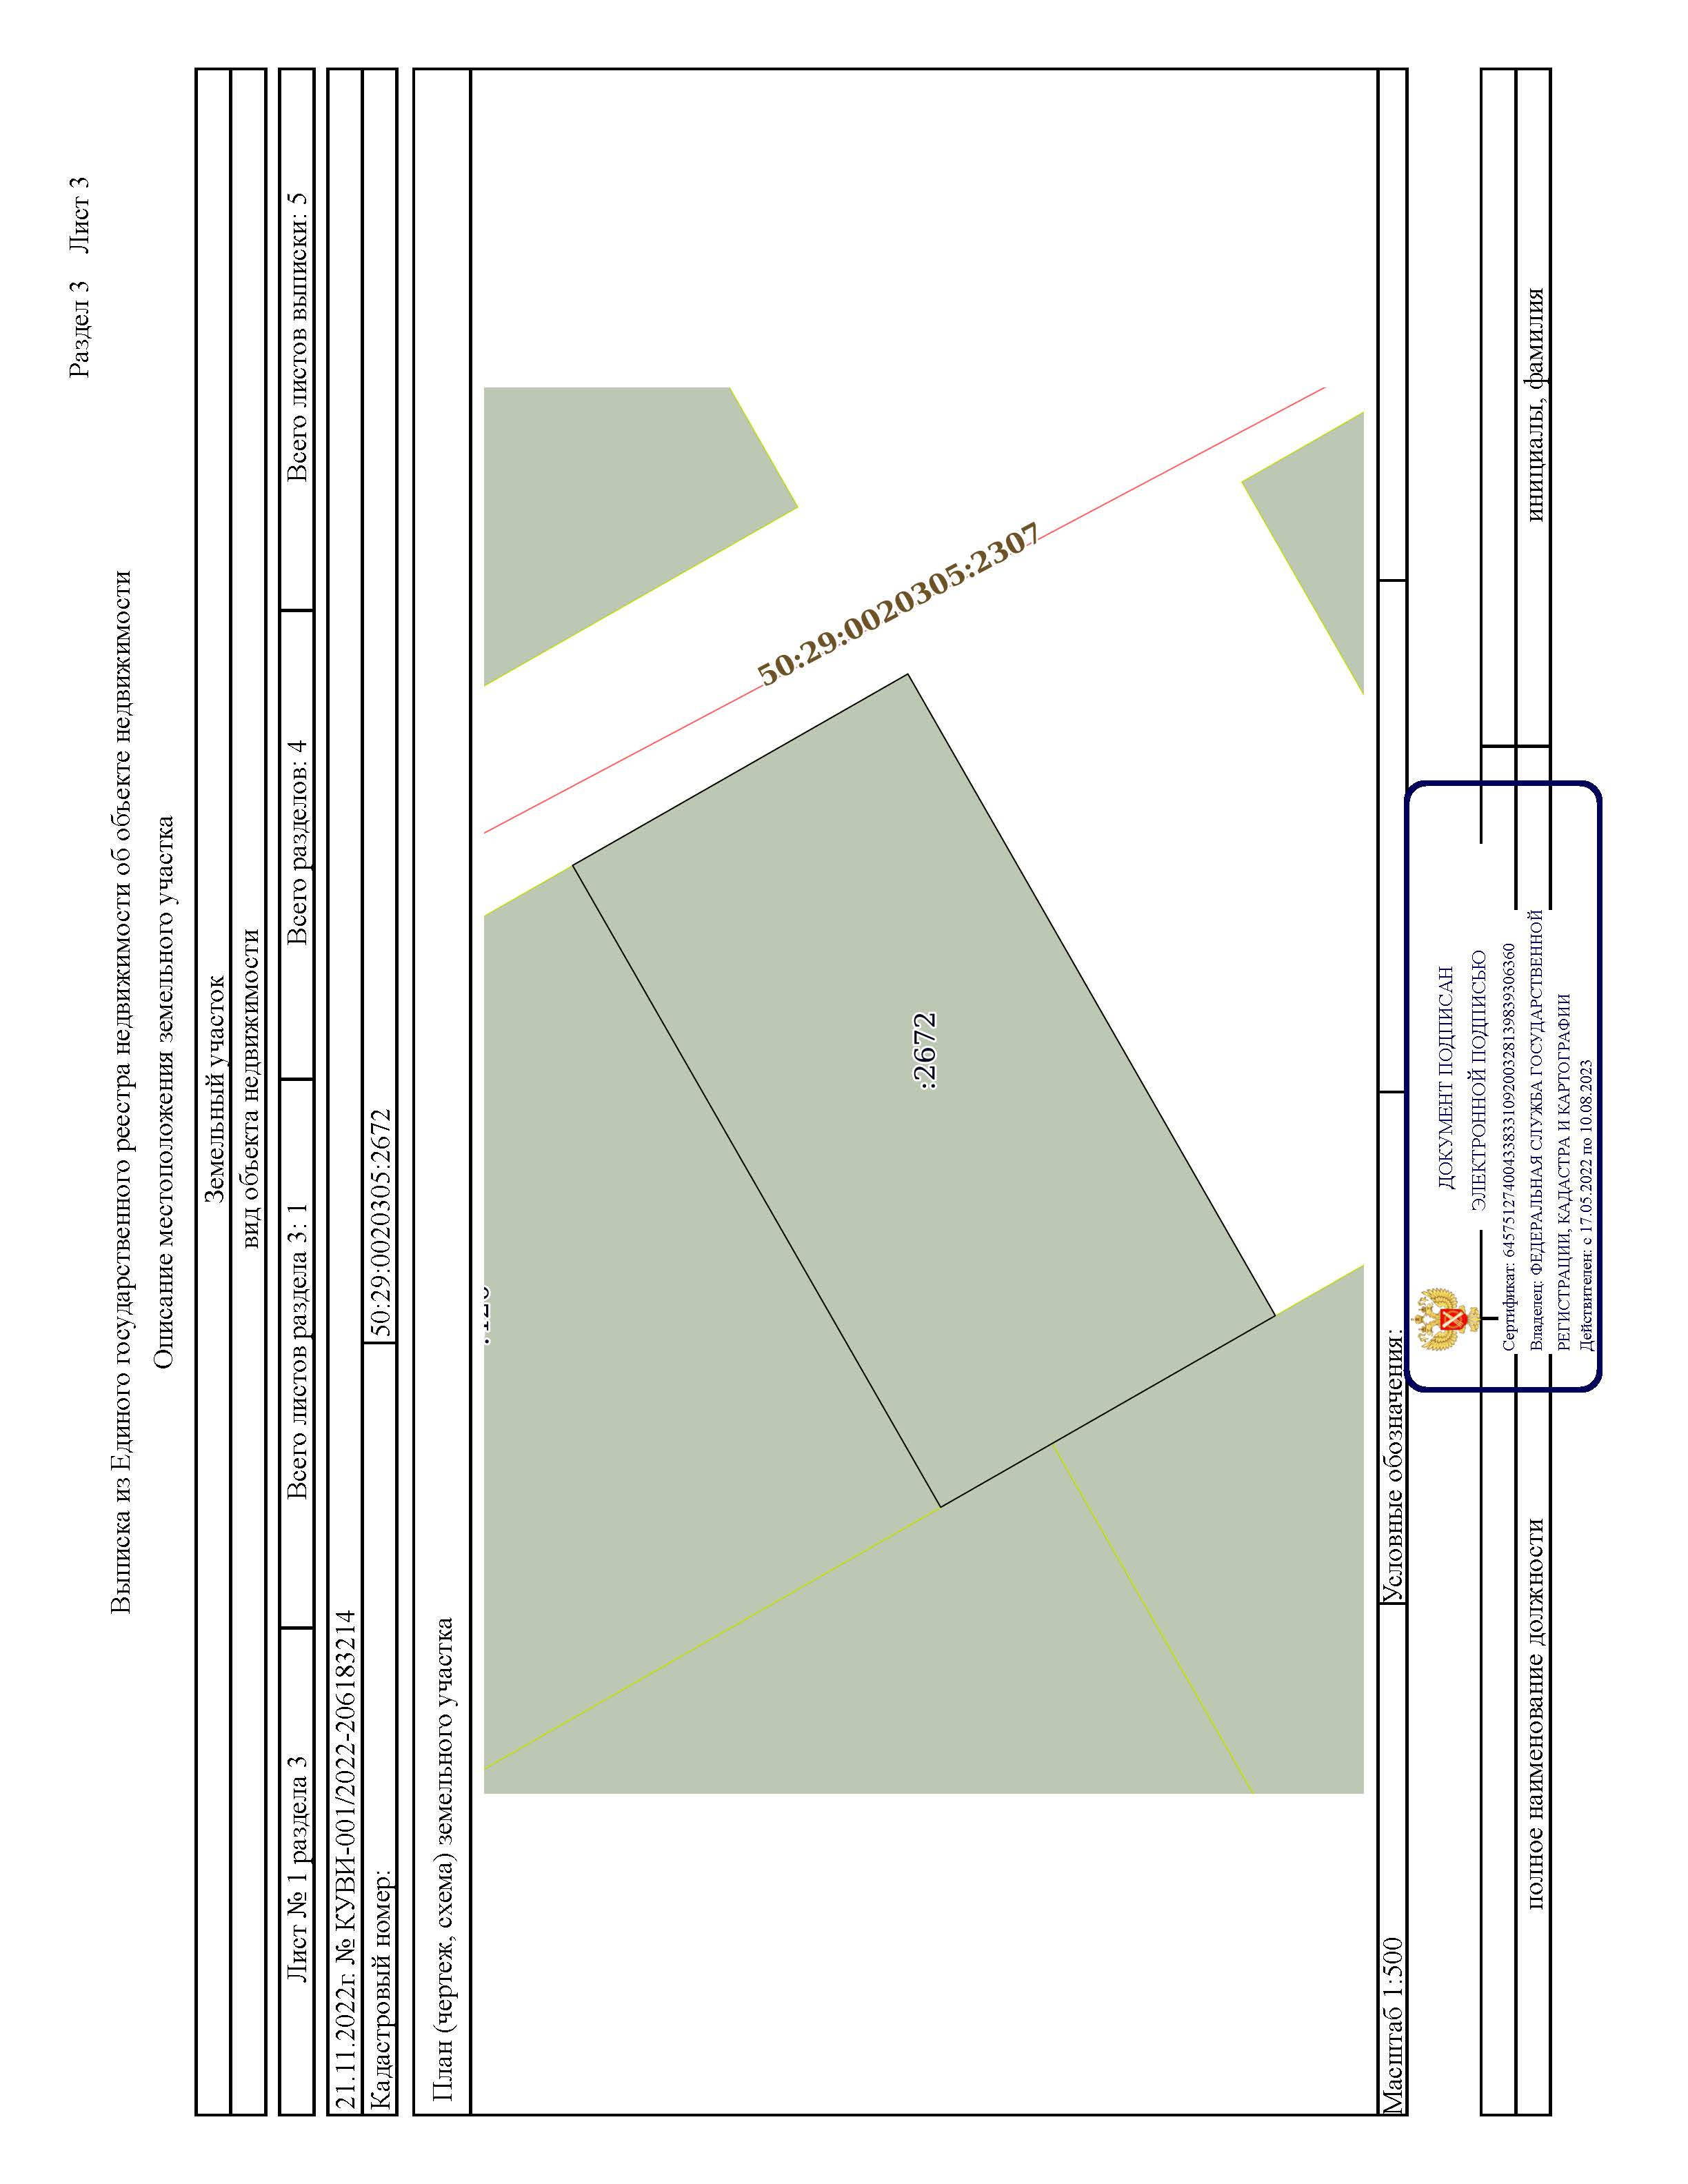 Раздел 3 Лист 3
Выписка из Единого государственного реестра недвижимости об объекте недвижимости
Описание местоположения земельного участка
Земельный участок
вид объекта недвижимости
Лист № 1 раздела 3 Всего листов раздела 3: 1 Всего разделов: 4 Всего листов выписки: 5
21.11.2022г. № КУВИ-001/2022-206183214
Кадастровый номер: 50:29:0020305:2672
План (чертеж, схема) земельного участка
50:29:0020305:2307
:2672
Масштаб 1:500 Условные обозначения:
ДОКУМЕНТ ПОДПИСАН
ЭЛЕКТРОННОЙ ПОДПИСЬЮ
Сертификат: 645751274004338331092003281398393063​60
Владелец: ФЕДЕРАЛЬНАЯ СЛУЖБА ГОСУДАРСТВЕННОЙ
РЕГИСТРАЦИИ, КАДАСТРА И КАРТОГРАФИИ
Действителен: с 17.05.2022 по 10.08.2023
полное наименование должности инициалы, фамилия